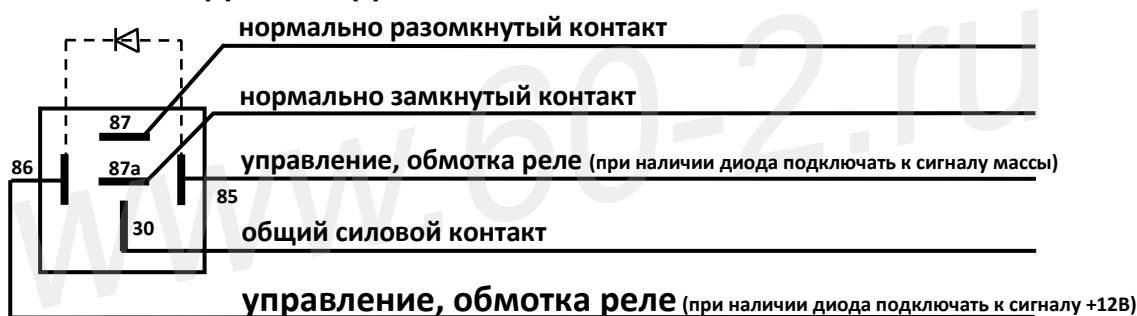 нормально разомкнутый контакт
нормально замкнутый контакт
87
86
87а
управление, обмотка реле (при наличии диода подключать к сигналу массы)
85
30
общий силовой контакт
управление, обмотка реле (при наличии диода подключать к сигналу +12В)
www.60-2.ru